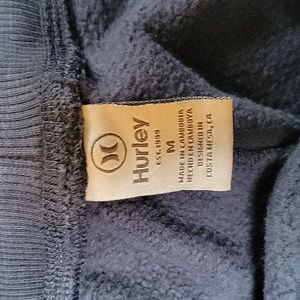 Hurley
EST.1999
M
MADE IN CAMBODIA
HECHO EN CAMBOYA
DESIGNED IN
COSTA MESA, CA